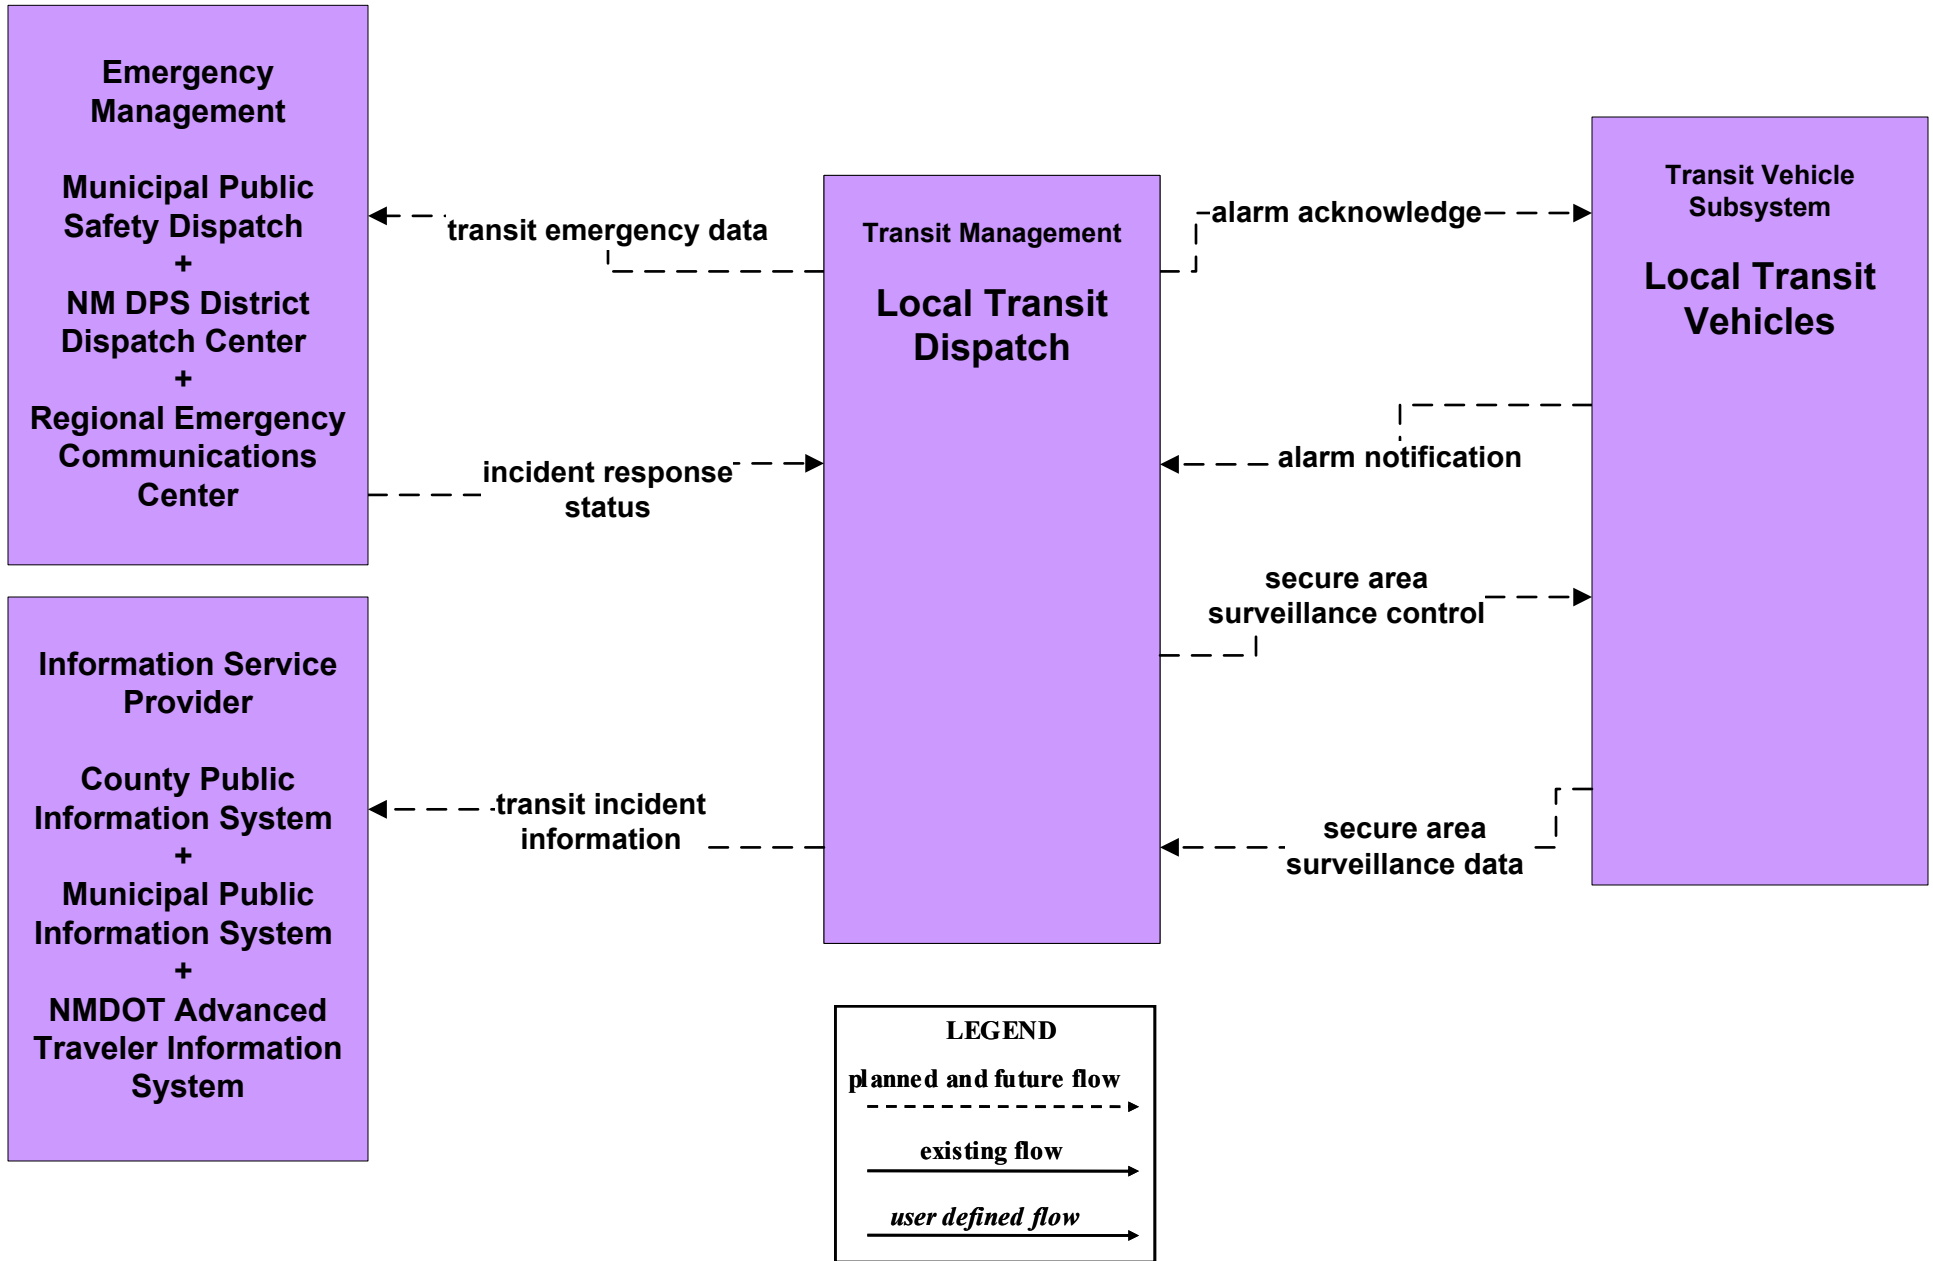 Emergency
Management
Municipal Public
Safety Dispatch
+
NM DPS District
Dispatch Center
+
Regional Emergency
Communications
Center
Information Service
Provider
County Public
Information System
+
Municipal Public
Information System
+
NMDOT Advanced
Traveler Information
System
transit emergency data
incident response
status
transit incident
information
Transit Management
Local Transit
Dispatch
alarm acknowledge
alarm notification
secure area
surveillance control
secure area
surveillance data
Transit Vehicle
Subsystem
Local Transit
Vehicles
LEGEND
planned and future flow
existing flow
user defined flow